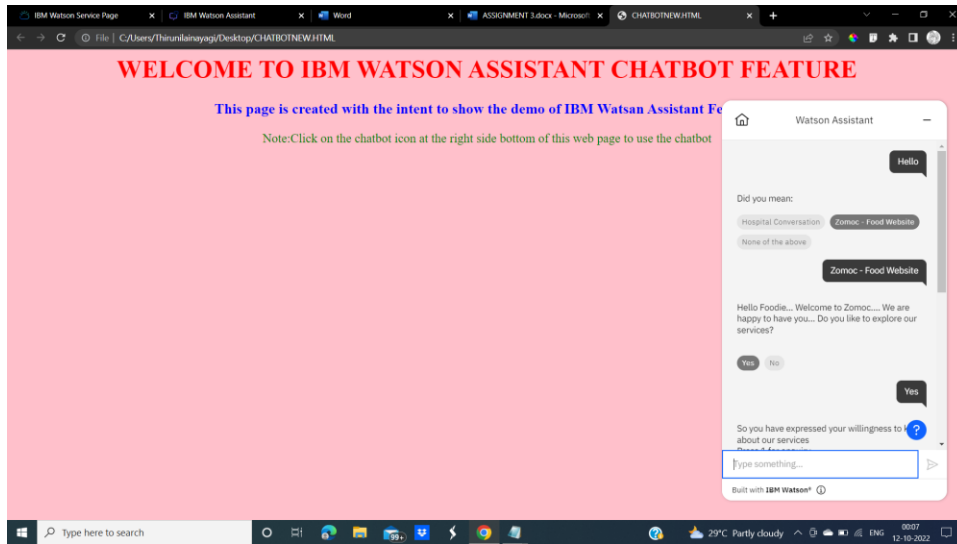 IBM Watson Service Page
IBM Watson Assistant
Word
ASSIGNMENT 3.docx - Microsoft
CHATBOTNEW.HTML
File | C:/Users/Thirunilainayagi/Desktop/CHATBOTNEW.HTML
WELCOME TO IBM WATSON ASSISTANT CHATBOT FEATURE
This page is created with the intent to show the demo of IBM Watsan Assistant Fe
Note:Click on the chatbot icon at the right side bottom of this web page to use the chatbot
Watson Assistant
Hello
Did you mean:
Hospital Conversation Zomoc - Food Website
None of the above
Zomoc - Food Website
Hello Foodie... Welcome to Zomoc.... We are
happy to have you... Do you like to explore our
services?
Yes No
Yes
So you have expressed your willingness to k
about our services
Type something...
Built with IBM Watson®
Type here to search
99+
29°C Partly cloudy
ENG
00:07
12-10-2022